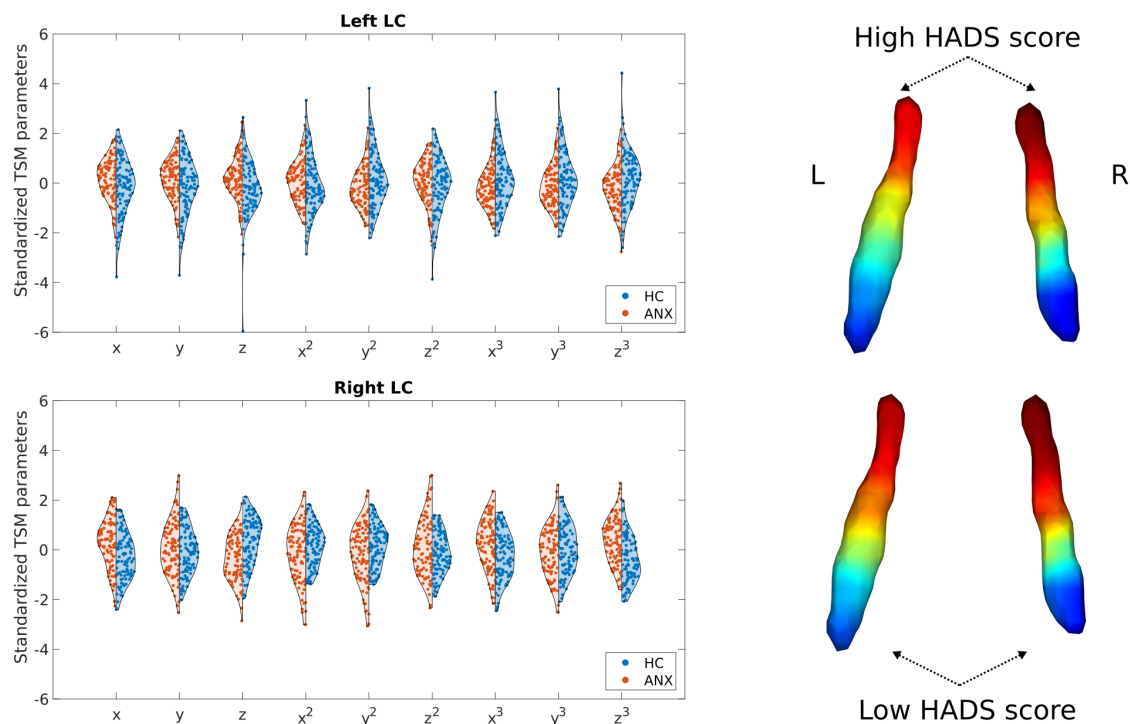 Left LC
Standardized TSM parameters
6
4
2
0
-2
-4
-6
x y z x² y² z² x³ y³ z³
HC
ANX
Right LC
Standardized TSM parameters
6
4
2
0
-2
-4
-6
x y z x² y² z² x³ y³ z³
HC
ANX
High HADS score
L R
Low HADS score